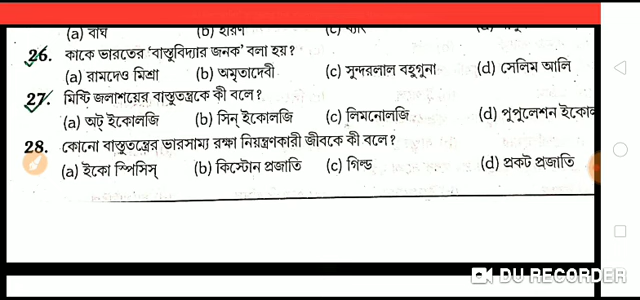 (a) বাঘ (b) হরিণ
26. কাকে ভারতের 'বাস্তুবিদ্যার জনক' বলা হয়?
(a) রামদেও মিশ্রা (b) অমৃতাদেবী (c) সুন্দরলাল বহুগুনা (d) সেলিম আলি
27. মিষ্টি জলাশয়ের বাস্তুতন্ত্রকে কী বলে?
(a) অট্ ইকোলজি (b) সিন্ ইকোলজি (c) লিমনোলজি (d) পপুলেশন
28. কোনো বাস্তুতন্ত্রের ভারসাম্য রক্ষা নিয়ন্ত্রণকারী জীবকে কী বলে?
(a) ইকো স্পিসিস্ (b) কিস্টোন প্রজাতি (c) গিল্ড (d) প্রকট প্রজাতি
DU RECORDER